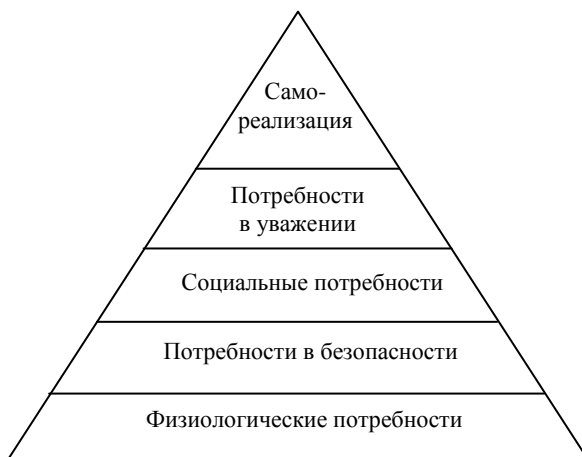 Само-
реализация
Потребности
в уважении
Социальные потребности
Потребности в безопасности
Физиологические потребности